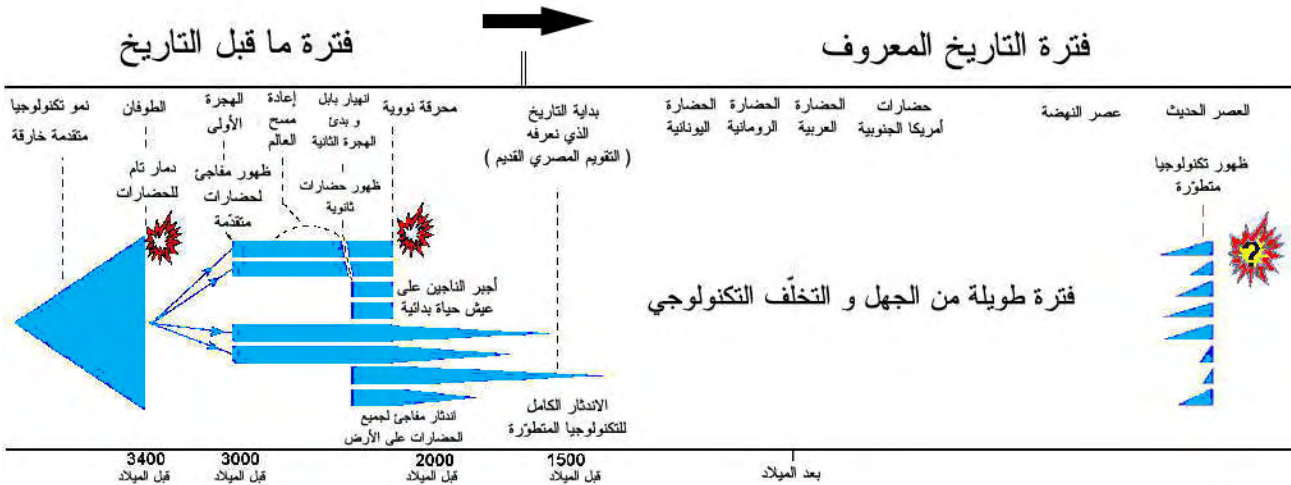 فترة ما قبل التاريخ
فترة التاريخ المعروف
نمو تكنولوجيا
متقدمة خارقة
الطوفان
دمار تام
للحضارات
الهجرة
الأولى
ظهور مفاجئ
لحضارات
متقدّمة
إعادة
مسح
العالم
انهيار بابل
و بدئ
الهجرة الثانية
ظهور حضارات
ثانوية
محرقة نووية
بداية التاريخ
الذي نعرفه
( التقويم المصري القديم )
الحضارة
اليونانية
الحضارة
الرومانية
الحضارة
العربية
حضارات
أمريكا الجنوبية
عصر النهضة
العصر الحديث
ظهور تكنولوجيا
متطوّرة
?
أجبر الناجين على
عيش حياة بدائية
فترة طويلة من الجهل و التخلّف التكنولوجي
اندثار مفاجئ لجميع
الحضارات على الأرض
الاندثار الكامل
للتكنولوجيا المتطوّرة
3400
قبل الميلاد
3000
قبل الميلاد
2000
قبل الميلاد
1500
قبل الميلاد
بعد الميلاد